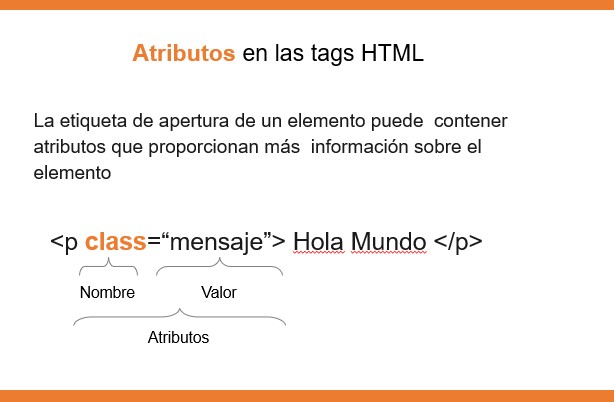 Atributos en las tags HTML
La etiqueta de apertura de un elemento puede  contener
atributos que proporcionan más  información sobre el
elemento
<p class=“mensaje”> Hola Mundo </p>
Nombre Valor
Atributos